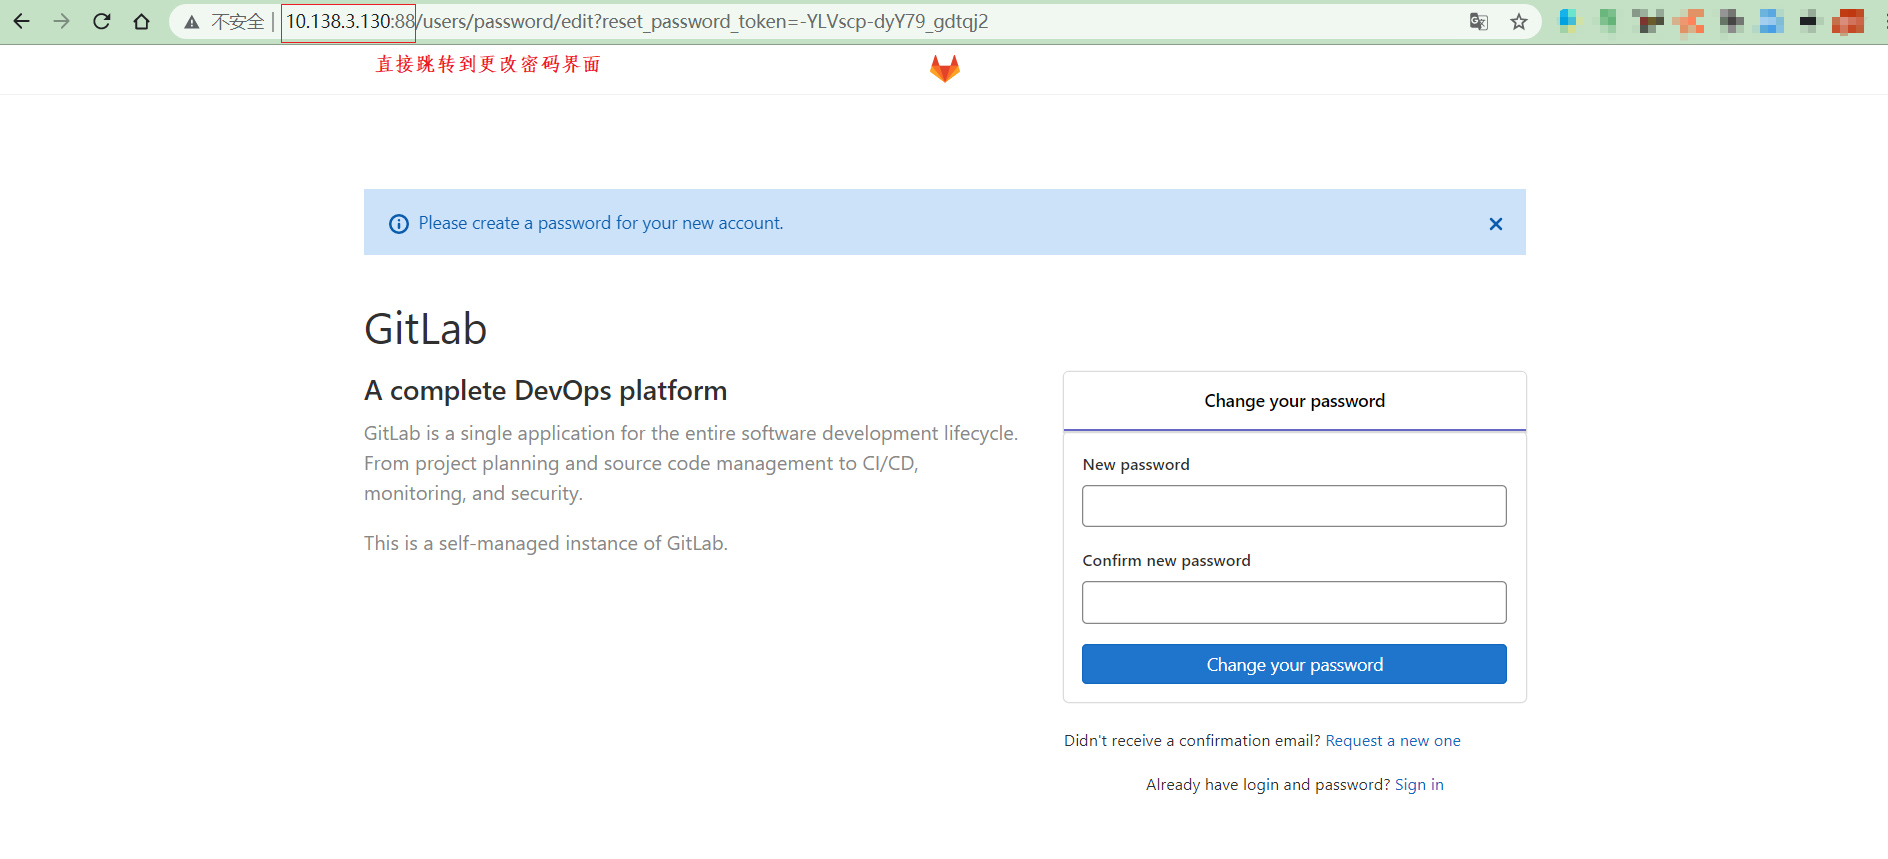 不安全 | 10.138.3.130:88/users/password/edit?reset_password_token=-YLVscp-dyY79_gdtqj2
直接跳转到更改密码界面
Please create a password for your new account.
GitLab
A complete DevOps platform
GitLab is a single application for the entire software development lifecycle.
From project planning and source code management to CI/CD,
monitoring, and security.
This is a self-managed instance of GitLab.
Change your password
New password
Confirm new password
Change your password
Didn't receive a confirmation email? Request a new one
Already have login and password? Sign in